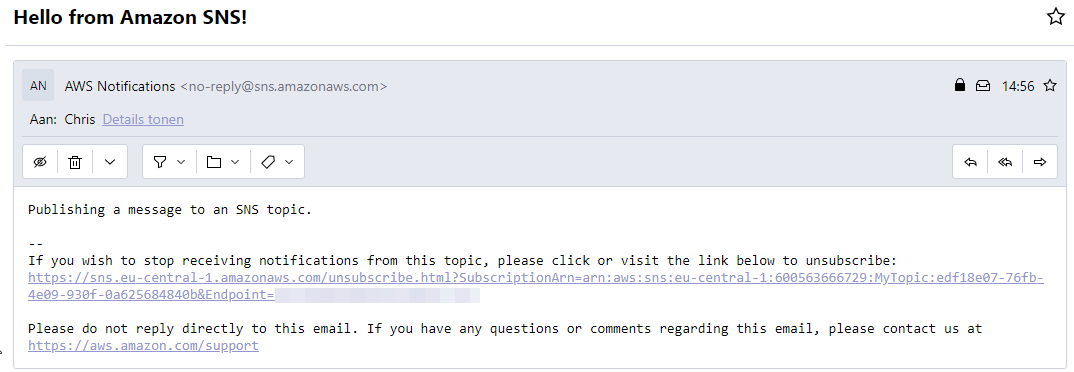 Hello from Amazon SNS!
AN AWS Notifications <no-reply@sns.amazonaws.com> 14:56
Aan: Chris Details tonen
Publishing a message to an SNS topic.
--
If you wish to stop receiving notifications from this topic, please click or visit the link below to unsubscribe:
https://sns.eu-central-1.amazonaws.com/unsubscribe.html?SubscriptionArn=arn:aws:sns:eu-central-1:600563666729:MyTopic:edf18e07-76fb-
4e09-930f-0a625684840b&Endpoint=
Please do not reply directly to this email. If you have any questions or comments regarding this email, please contact us at
https://aws.amazon.com/support